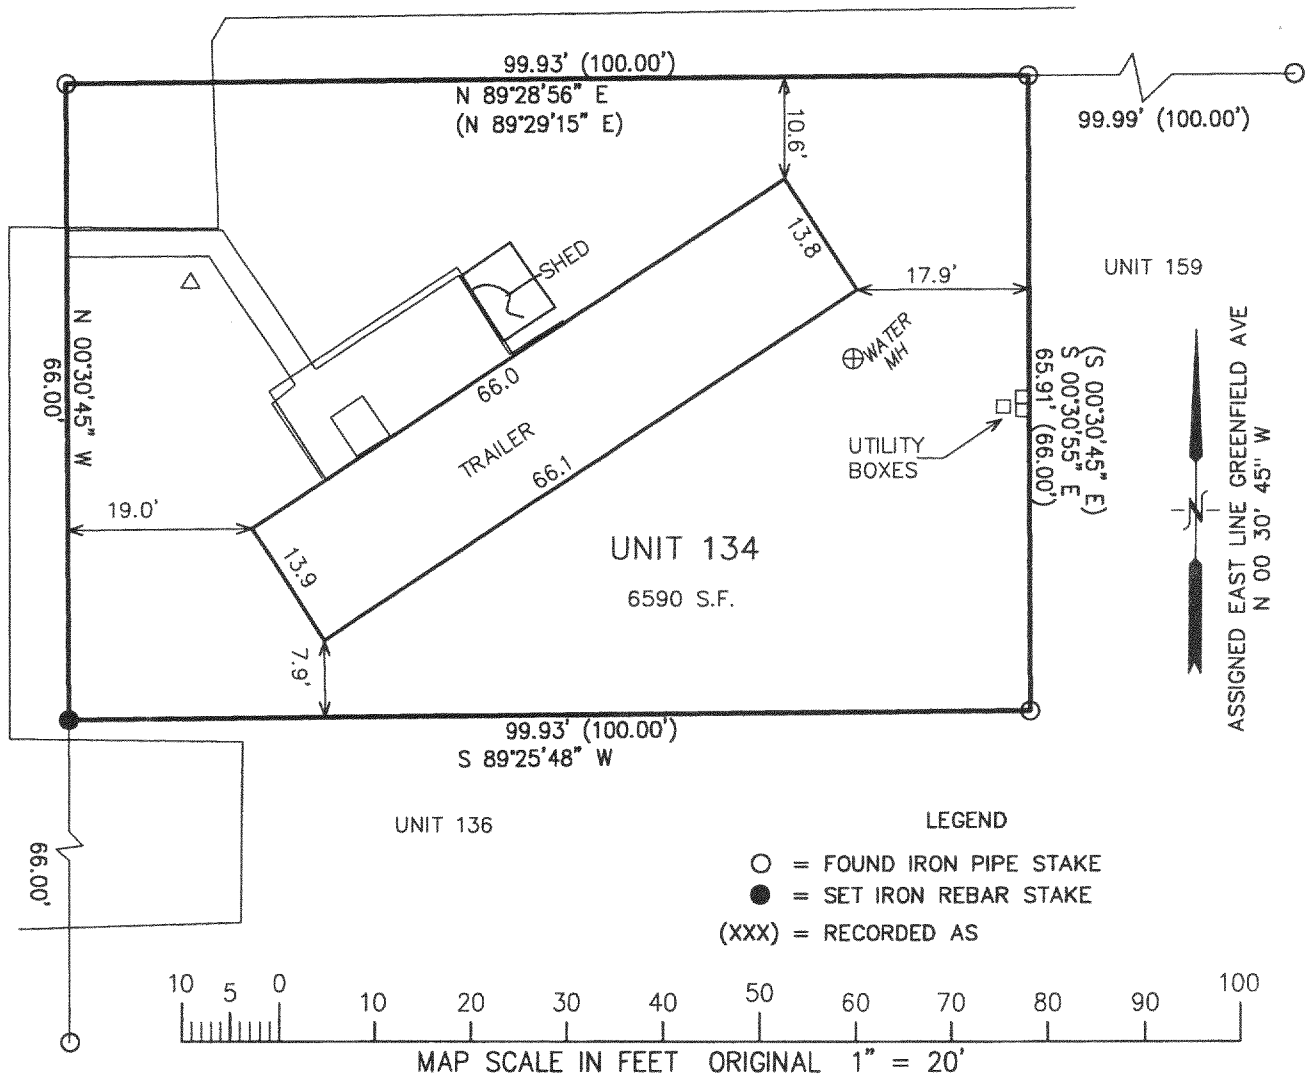 99.93' (100.00')
N 89°28'56" E
(N 89°29'15" E)
99.99' (100.00')
10.6'
13.8
SHED
17.9'
UNIT 159
WATER
MH
N 00°30'45" W
66.00'
66.0
TRAILER
66.1
UTILITY
BOXES
(S 00°30'45" E)
S 00°30'55" E
65.91' (66.00')
ASSIGNED EAST LINE GREENFIELD AVE
N 00 30' 45" W
N
19.0'
13.9
UNIT 134
6590 S.F.
7.9'
99.93' (100.00')
S 89°25'48" W
UNIT 136
66.00'
LEGEND
= FOUND IRON PIPE STAKE
= SET IRON REBAR STAKE
(XXX) = RECORDED AS
10 5 0 10 20 30 40 50 60 70 80 90 100
MAP SCALE IN FEET ORIGINAL 1" = 20'